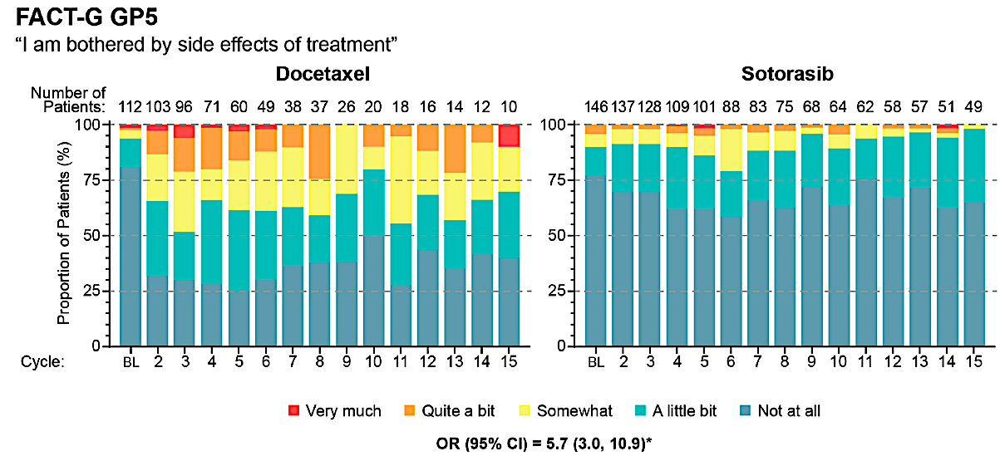 FACT-G GP5
“I am bothered by side effects of treatment”
Docetaxel
Sotorasib
Number of
Patients:
112 103 96 71 60 49 38 37 26 20 18 16 14 12 10
146 137 128 109 101 88 83 75 68 64 62 58 57 51 49
Proportion of Patients (%)
100
75
50
25
0
100
75
50
25
0
Cycle:
BL 2 3 4 5 6 7 8 9 10 11 12 13 14 15
BL 2 3 4 5 6 7 8 9 10 11 12 13 14 15
Very much Quite a bit Somewhat A little bit Not at all
OR (95% CI) = 5.7 (3.0, 10.9)*